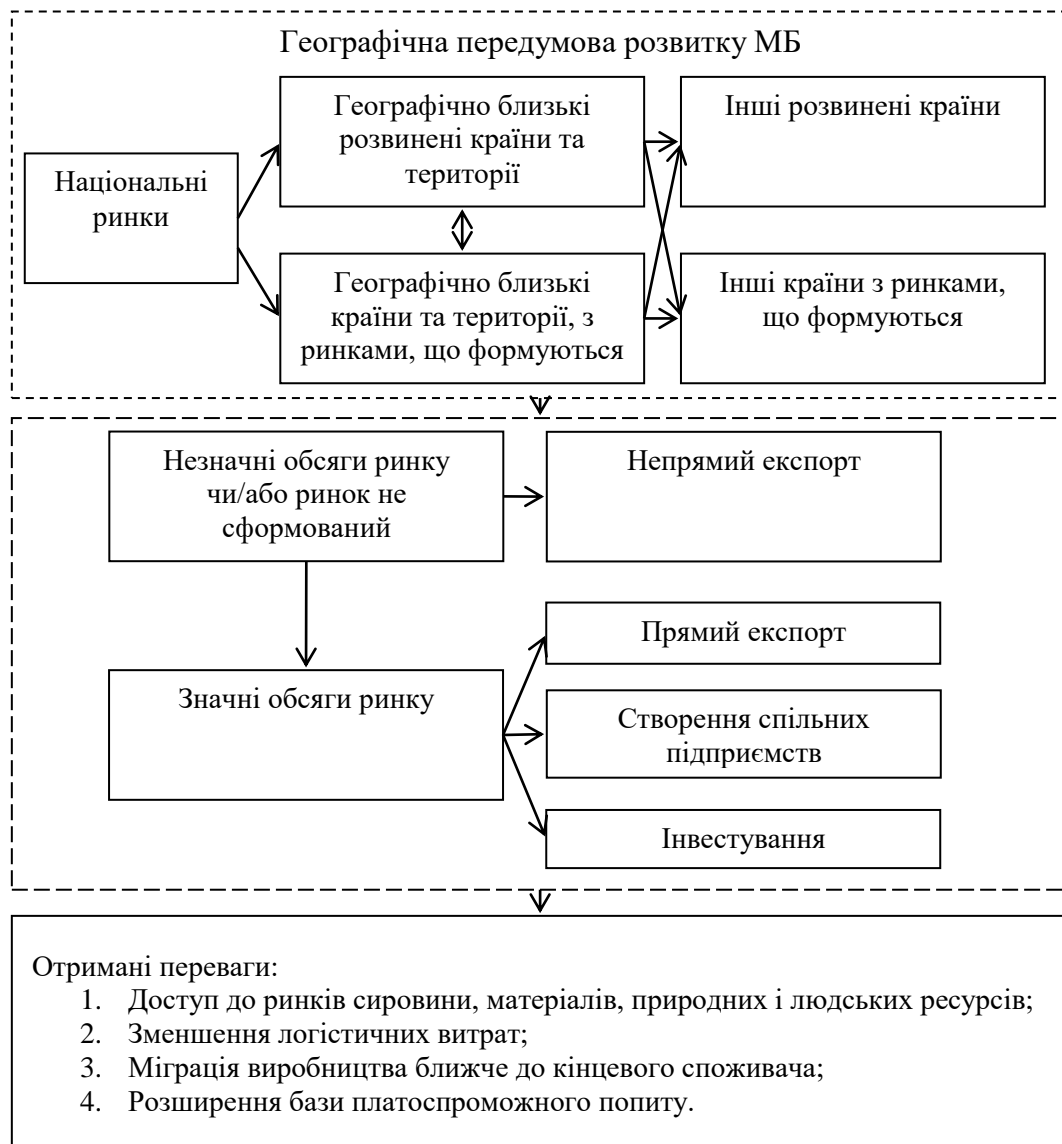 Географічна передумова розвитку МБ
Національні
ринки
Географічно близькі
розвинені країни та
території
Інші розвинені країни
Географічно близькі
країни та території, з
ринками, що формуються
Інші країни з ринками,
що формуються
Незначні обсяги ринку
чи/або ринок не
сформований
Непрямий експорт
Значні обсяги ринку
Прямий експорт
Створення спільних
підприємств
Інвестування
Отримані переваги:
1. Доступ до ринків сировини, матеріалів, природних і людських ресурсів;
2. Зменшення логістичних витрат;
3. Міграція виробництва ближче до кінцевого споживача;
4. Розширення бази платоспроможного попиту.